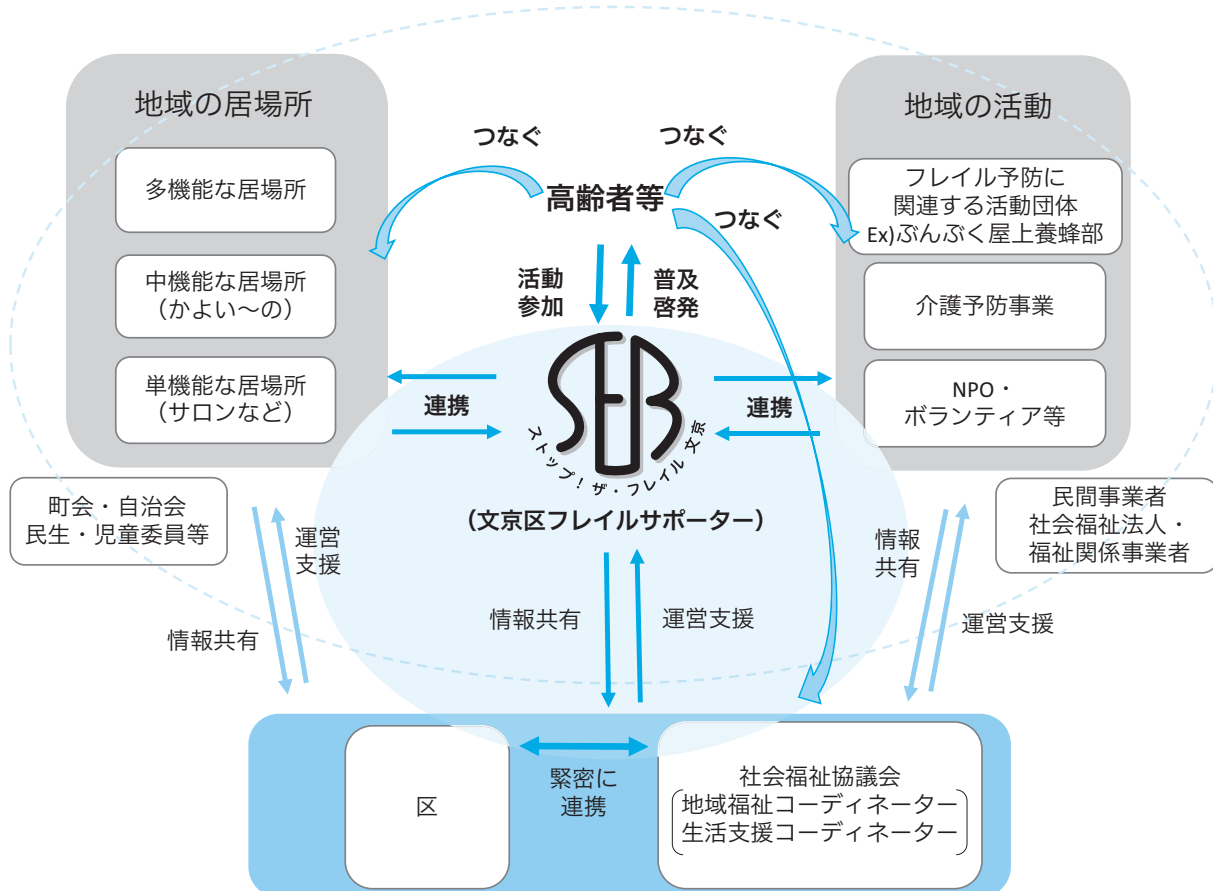 地域の居場所
多機能な居場所
中機能な居場所
（かよい～の）
単機能な居場所
（サロンなど）
地域の活動
フレイル予防に
関連する活動団体
Ex)ぶんぶく屋上養蜂部
介護予防事業
NPO・
ボランティア等
つなぐ
つなぐ
高齢者等
つなぐ
活動
参加
普及
啓発
連携
連携
SFB
ストップ！ザ・フレイル 文京
（文京区フレイルサポーター）
町会・自治会
民生・児童委員等
民間事業者
社会福祉法人・
福祉関係事業者
運営
支援
情報共有
情報共有
運営支援
情報
共有
運営支援
区
緊密に
連携
社会福祉協議会
地域福祉コーディネーター
生活支援コーディネーター